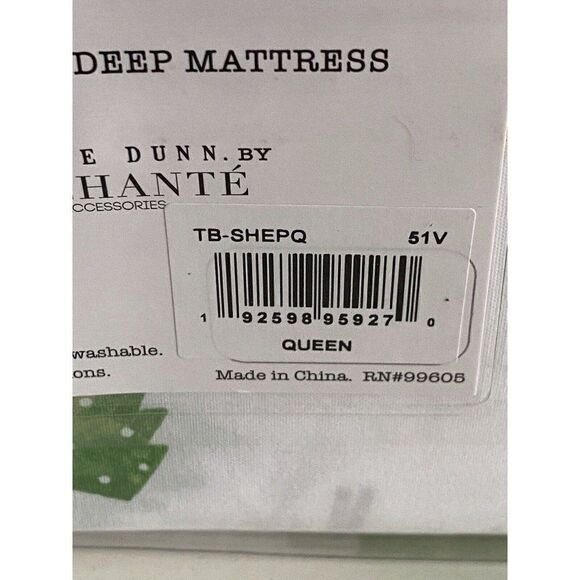 DEEP MATTRESS
E DUNN. BY
HANTÉ
CCESSORIES
TB-SHEPQ 51V
1 92598 95927 0
QUEEN
washable.
ons.
Made in China. RN#99605